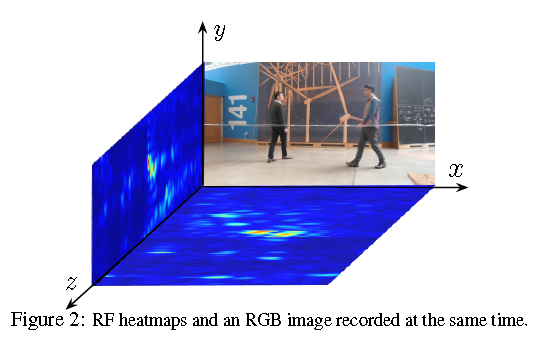 y
141
x
z
Figure 2: RF heatmaps and an RGB image recorded at the same time.